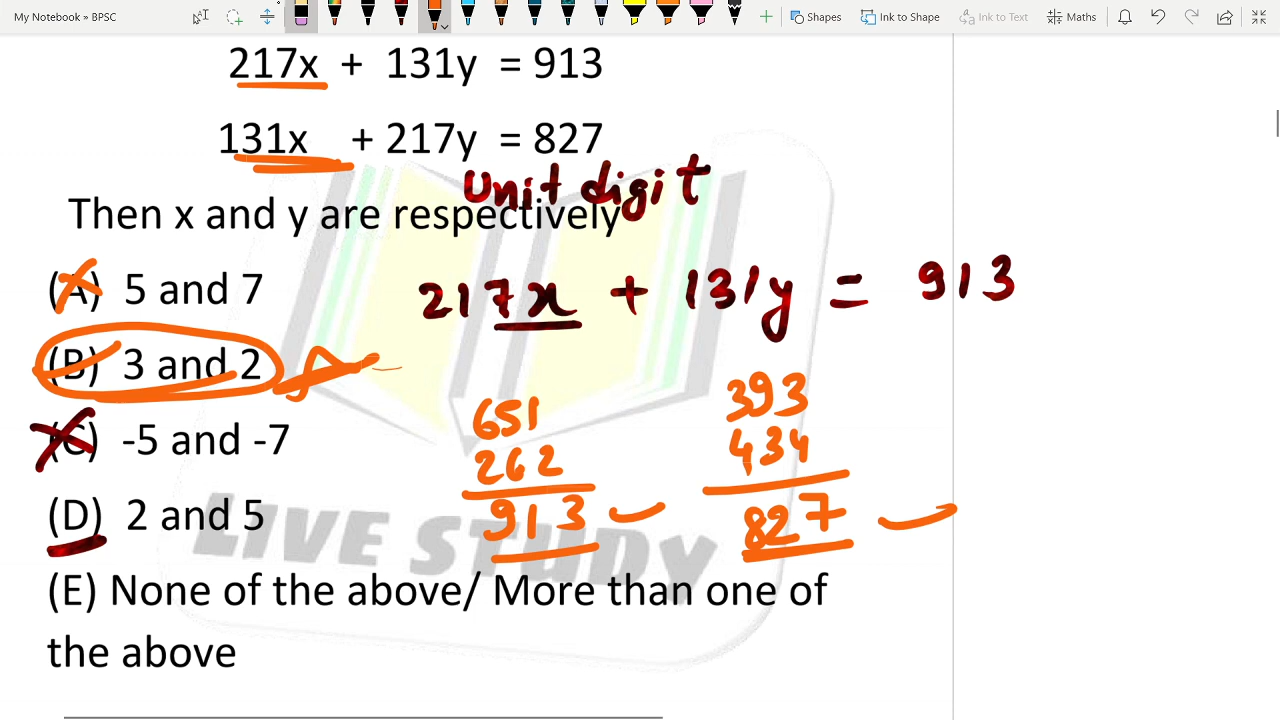 My Notebook » BPSC
Shapes Ink to Shape Ink to Text Maths
217x + 131y = 913
131x + 217y = 827
Unit digit
Then x and y are respectively
(A) 5 and 7
217x + 131y = 913
(B) 3 and 2
651
262
913
393
434
827
(C) -5 and -7
(D) 2 and 5
LIVE STUDY
(E) None of the above/ More than one of
the above